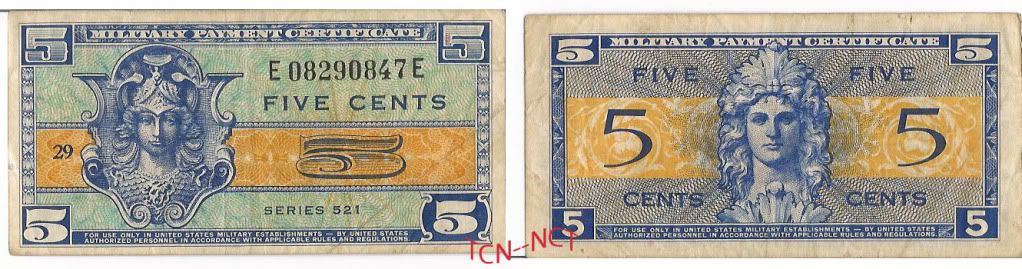 5 MILITARY PAYMENT CERTIFICATE 5
E 08290847E
FIVE CENTS
29 5
SERIES 521
5 5
FOR USE ONLY IN UNITED STATES MILITARY ESTABLISHMENTS — BY UNITED STATES
AUTHORIZED PERSONNEL IN ACCORDANCE WITH APPLICABLE RULES AND REGULATIONS.
5 MILITARY PAYMENT CERTIFICATE 5
FIVE FIVE
5 5
CENTS CENTS
5 5
FOR USE ONLY IN UNITED STATES MILITARY ESTABLISHMENTS — BY UNITED STATES
AUTHORIZED PERSONNEL IN ACCORDANCE WITH APPLICABLE RULES AND REGULATIONS.
TCN--NCT